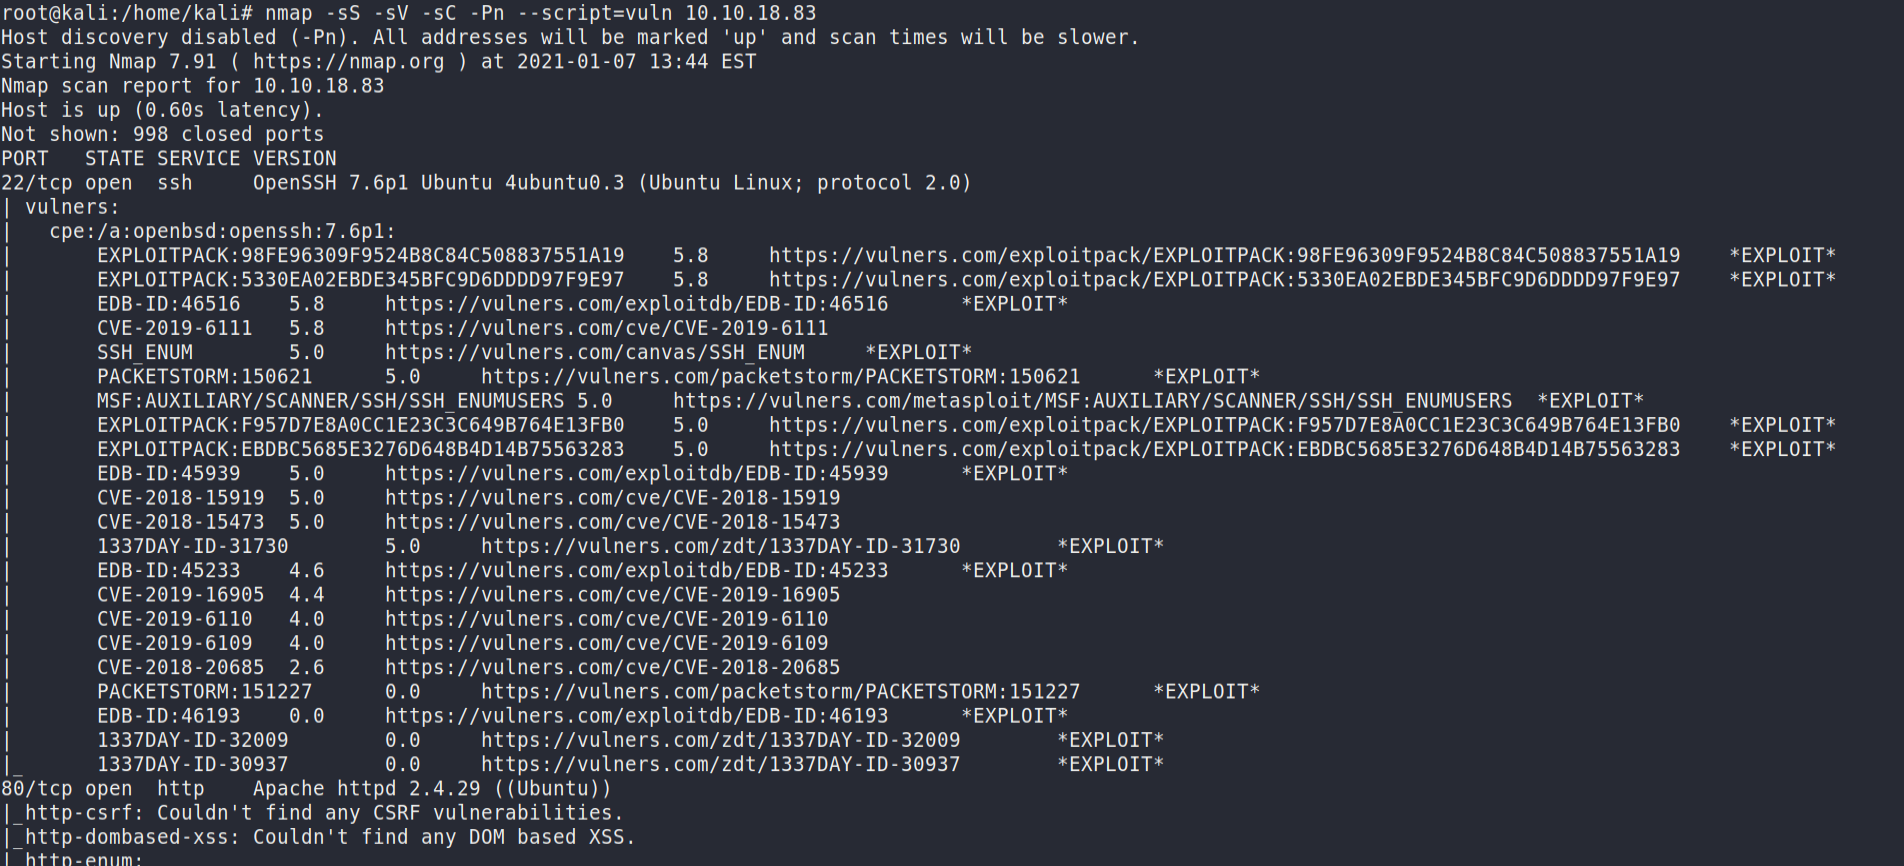 root@kali:/home/kali# nmap -sS -sV -sC -Pn --script=vuln 10.10.18.83
Host discovery disabled (-Pn). All addresses will be marked 'up' and scan times will be slower.
Starting Nmap 7.91 ( https://nmap.org ) at 2021-01-07 13:44 EST
Nmap scan report for 10.10.18.83
Host is up (0.60s latency).
Not shown: 998 closed ports
PORT   STATE SERVICE VERSION
22/tcp open  ssh     OpenSSH 7.6p1 Ubuntu 4ubuntu0.3 (Ubuntu Linux; protocol 2.0)
| vulners:
|   cpe:/a:openbsd:openssh:7.6p1:
|       EXPLOITPACK:98FE96309F9524B8C84C508837551A19    5.8     https://vulners.com/exploitpack/EXPLOITPACK:98FE96309F9524B8C84C508837551A19    *EXPLOIT*
|       EXPLOITPACK:5330EA02EBDE345BFC9D6DDDD97F9E97    5.8     https://vulners.com/exploitpack/EXPLOITPACK:5330EA02EBDE345BFC9D6DDDD97F9E97    *EXPLOIT*
|       EDB-ID:46516    5.8     https://vulners.com/exploitdb/EDB-ID:46516      *EXPLOIT*
|       CVE-2019-6111   5.8     https://vulners.com/cve/CVE-2019-6111
|       SSH_ENUM        5.0     https://vulners.com/canvas/SSH_ENUM     *EXPLOIT*
|       PACKETSTORM:150621      5.0     https://vulners.com/packetstorm/PACKETSTORM:150621      *EXPLOIT*
|       MSF:AUXILIARY/SCANNER/SSH/SSH_ENUMUSERS 5.0     https://vulners.com/metasploit/MSF:AUXILIARY/SCANNER/SSH/SSH_ENUMUSERS  *EXPLOIT*
|       EXPLOITPACK:F957D7E8A0CC1E23C3C649B764E13FB0    5.0     https://vulners.com/exploitpack/EXPLOITPACK:F957D7E8A0CC1E23C3C649B764E13FB0    *EXPLOIT*
|       EXPLOITPACK:EBDBC5685E3276D648B4D14B75563283    5.0     https://vulners.com/exploitpack/EXPLOITPACK:EBDBC5685E3276D648B4D14B75563283    *EXPLOIT*
|       EDB-ID:45939    5.0     https://vulners.com/exploitdb/EDB-ID:45939      *EXPLOIT*
|       CVE-2018-15919  5.0     https://vulners.com/cve/CVE-2018-15919
|       CVE-2018-15473  5.0     https://vulners.com/cve/CVE-2018-15473
|       1337DAY-ID-31730        5.0     https://vulners.com/zdt/1337DAY-ID-31730        *EXPLOIT*
|       EDB-ID:45233    4.6     https://vulners.com/exploitdb/EDB-ID:45233      *EXPLOIT*
|       CVE-2019-16905  4.4     https://vulners.com/cve/CVE-2019-16905
|       CVE-2019-6110   4.0     https://vulners.com/cve/CVE-2019-6110
|       CVE-2019-6109   4.0     https://vulners.com/cve/CVE-2019-6109
|       CVE-2018-20685  2.6     https://vulners.com/cve/CVE-2018-20685
|       PACKETSTORM:151227      0.0     https://vulners.com/packetstorm/PACKETSTORM:151227      *EXPLOIT*
|       EDB-ID:46193    0.0     https://vulners.com/exploitdb/EDB-ID:46193      *EXPLOIT*
|       1337DAY-ID-32009        0.0     https://vulners.com/zdt/1337DAY-ID-32009        *EXPLOIT*
|_      1337DAY-ID-30937        0.0     https://vulners.com/zdt/1337DAY-ID-30937        *EXPLOIT*
80/tcp open  http    Apache httpd 2.4.29 ((Ubuntu))
|_http-csrf: Couldn't find any CSRF vulnerabilities.
|_http-dombased-xss: Couldn't find any DOM based XSS.
| http-enum: